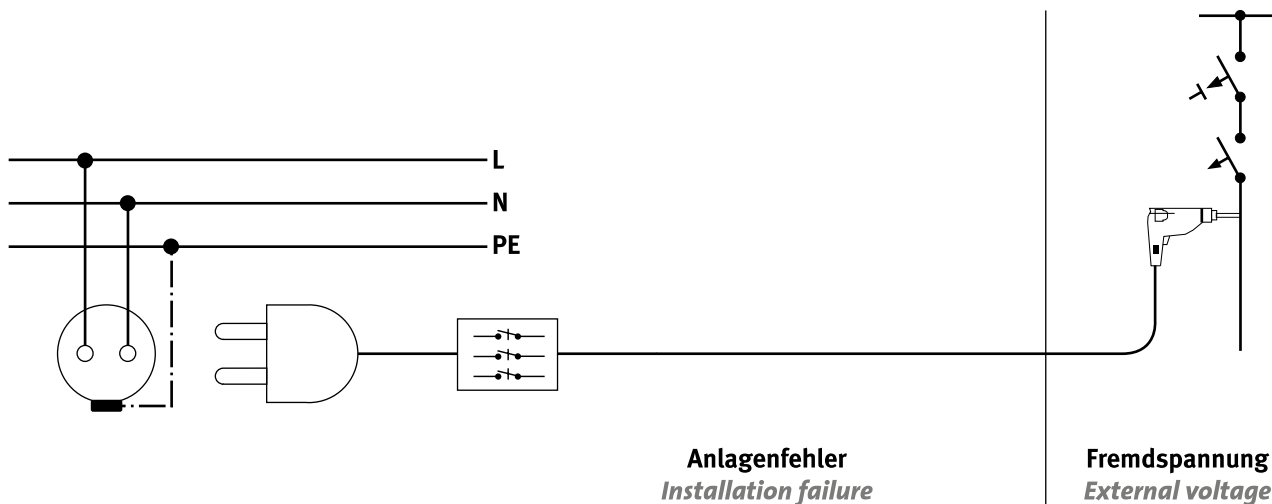 L
N
PE
Anlagenfehler
Installation failure
Fremdspannung
External voltage